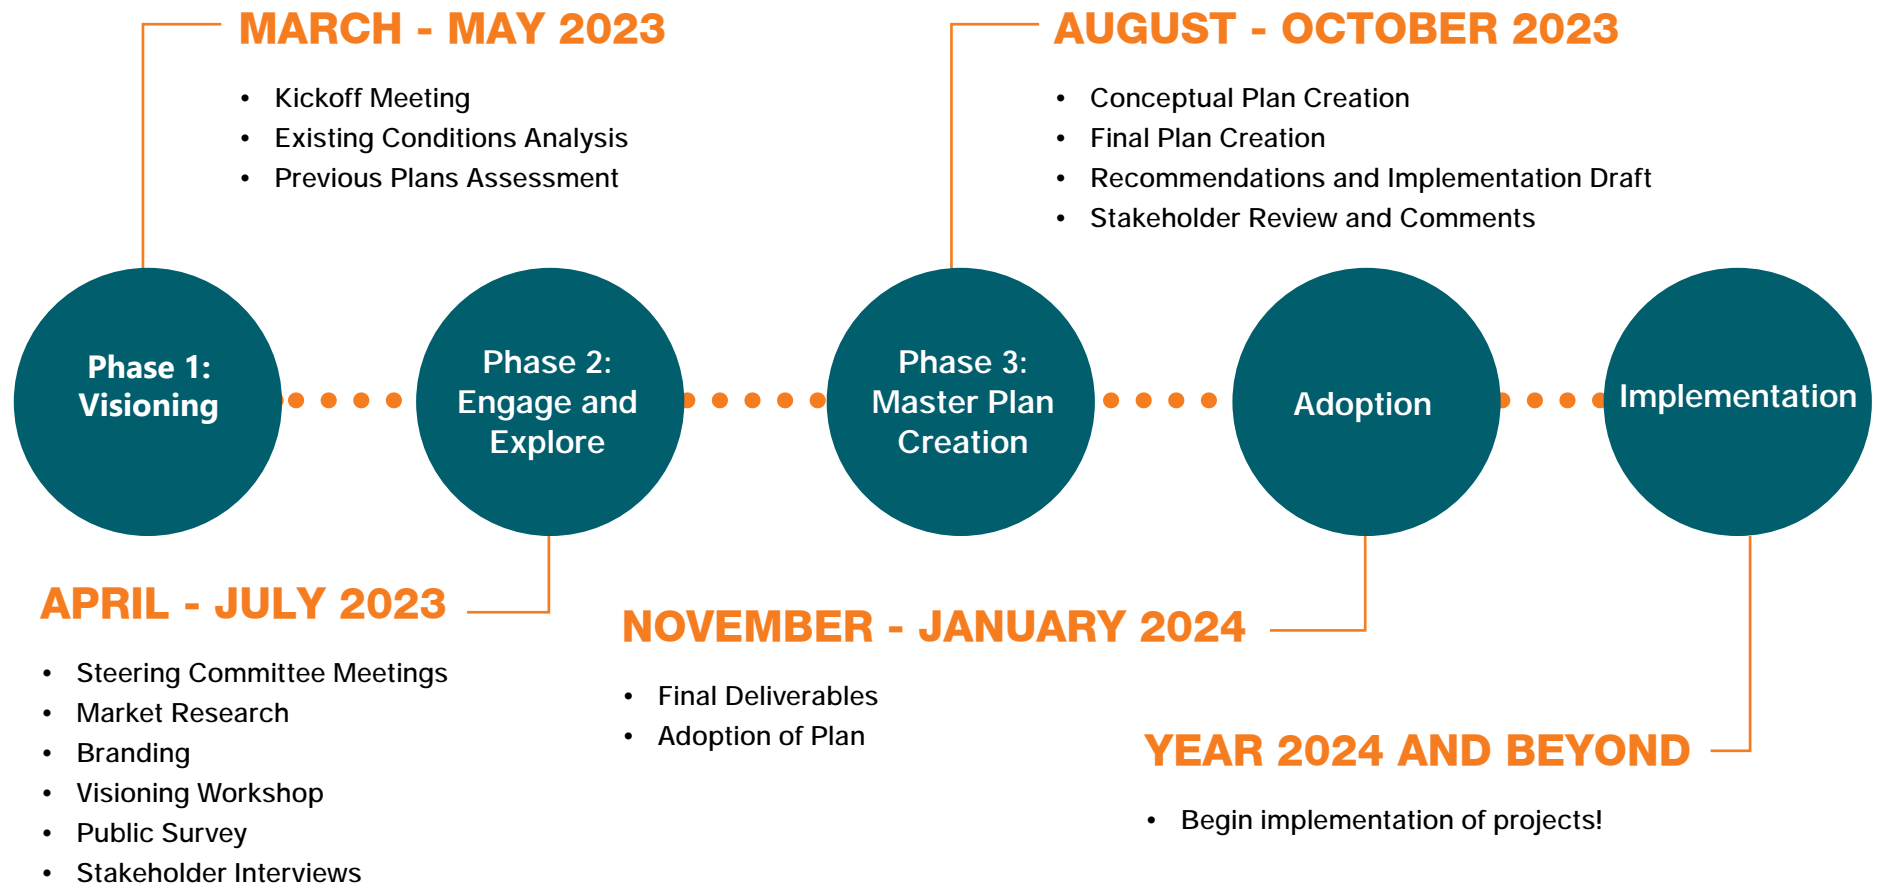 MARCH - MAY 2023
• Kickoff Meeting
• Existing Conditions Analysis
• Previous Plans Assessment
AUGUST - OCTOBER 2023
• Conceptual Plan Creation
• Final Plan Creation
• Recommendations and Implementation Draft
• Stakeholder Review and Comments
Phase 1:
Visioning
Phase 2:
Engage and
Explore
Phase 3:
Master Plan
Creation
Adoption
Implementation
APRIL - JULY 2023
• Steering Committee Meetings
• Market Research
• Branding
• Visioning Workshop
• Public Survey
• Stakeholder Interviews
NOVEMBER - JANUARY 2024
• Final Deliverables
• Adoption of Plan
YEAR 2024 AND BEYOND
• Begin implementation of projects!